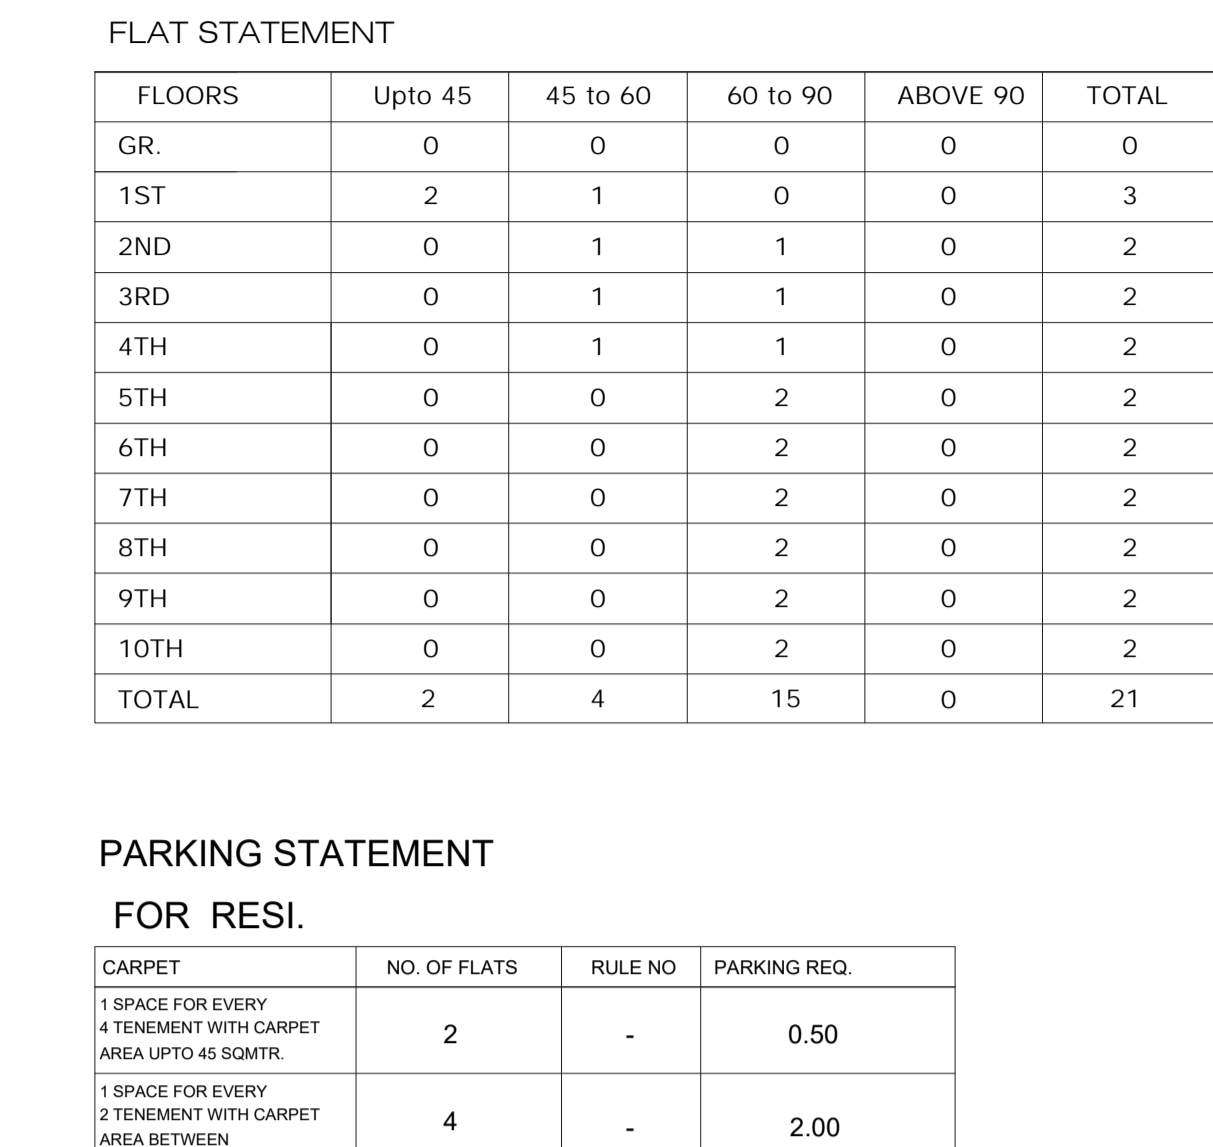 FLAT STATEMENT
FLOORS Upto 45 45 to 60 60 to 90 ABOVE 90 TOTAL
GR. 0 0 0 0 0
1ST 2 1 0 0 3
2ND 0 1 1 0 2
3RD 0 1 1 0 2
4TH 0 1 1 0 2
5TH 0 0 2 0 2
6TH 0 0 2 0 2
7TH 0 0 2 0 2
8TH 0 0 2 0 2
9TH 0 0 2 0 2
10TH 0 0 2 0 2
TOTAL 2 4 15 0 21
PARKING STATEMENT
FOR RESI.
CARPET NO. OF FLATS RULE NO PARKING REQ.
1 SPACE FOR EVERY
4 TENEMENT WITH CARPET
AREA UPTO 45 SQMTR.
2 - 0.50
1 SPACE FOR EVERY
2 TENEMENT WITH CARPET
AREA BETWEEN
4 - 2.00